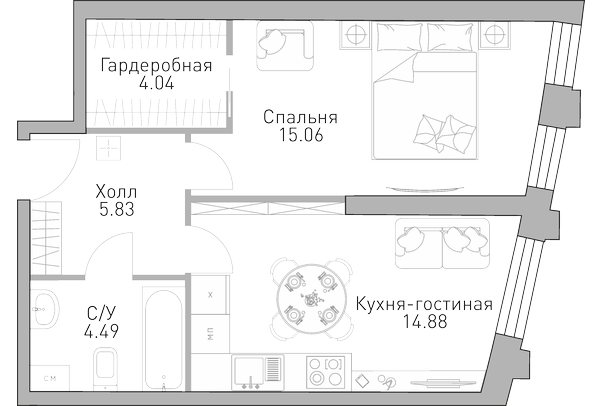 Гардеробная
4.04
Спальня
15.06
Холл
5.83
Х
Кухня-гостиная
14.88
С/У
4.49
МП
СМ